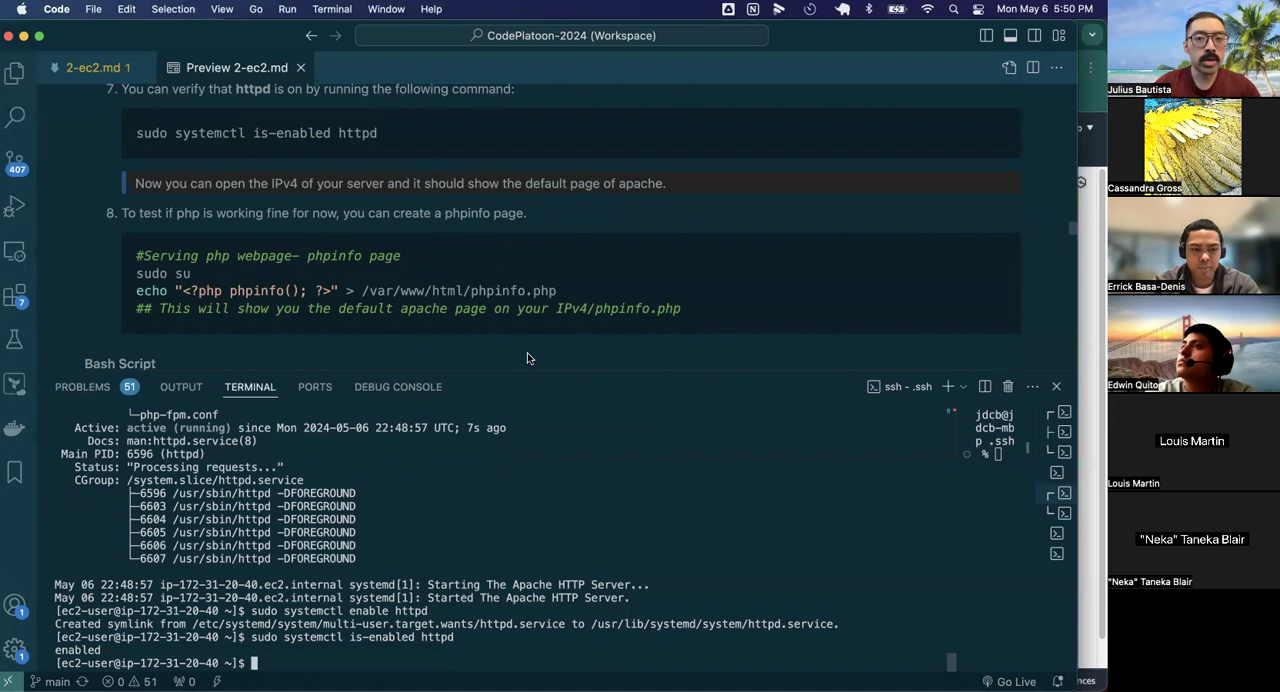 Code File Edit Selection View Go Run Terminal Window Help
Mon May 6 5:50 PM
CodePlatoon-2024 (Workspace)
2-ec2.md 1
Preview 2-ec2.md
7. You can verify that httpd is on by running the following command:
sudo systemctl is-enabled httpd
Now you can open the IPv4 of your server and it should show the default page of apache.
8. To test if php is working fine for now, you can create a phpinfo page.
#Serving php webpage- phpinfo page
sudo su
echo "<?php phpinfo(); ?>" > /var/www/html/phpinfo.php
## This will show you the default apache page on your IPv4/phpinfo.php
Bash Script
PROBLEMS 51 OUTPUT TERMINAL PORTS DEBUG CONSOLE
ssh - .ssh
└─php-fpm.conf
Active: active (running) since Mon 2024-05-06 22:48:57 UTC; 7s ago
Docs: man:httpd.service(8)
Main PID: 6596 (httpd)
Status: "Processing requests..."
CGroup: /system.slice/httpd.service
├─6596 /usr/sbin/httpd -DFOREGROUND
├─6603 /usr/sbin/httpd -DFOREGROUND
├─6604 /usr/sbin/httpd -DFOREGROUND
├─6605 /usr/sbin/httpd -DFOREGROUND
├─6606 /usr/sbin/httpd -DFOREGROUND
└─6607 /usr/sbin/httpd -DFOREGROUND
May 06 22:48:57 ip-172-31-20-40.ec2.internal systemd[1]: Starting The Apache HTTP Server...
May 06 22:48:57 ip-172-31-20-40.ec2.internal systemd[1]: Started The Apache HTTP Server.
[ec2-user@ip-172-31-20-40 ~]$ sudo systemctl enable httpd
Created symlink from /etc/systemd/system/multi-user.target.wants/httpd.service to /usr/lib/systemd/system/httpd.service.
[ec2-user@ip-172-31-20-40 ~]$ sudo systemctl is-enabled httpd
enabled
[ec2-user@ip-172-31-20-40 ~]$
jdcb@j
dcb-mb
p .ssh
%
407
7
1
1
main
0 51
0
Go Live
nces
Julius Bautista
Cassandra Gross
Errick Basa-Denis
Edwin Quito
Louis Martin
Louis Martin
"Neka" Taneka Blair
"Neka" Taneka Blair